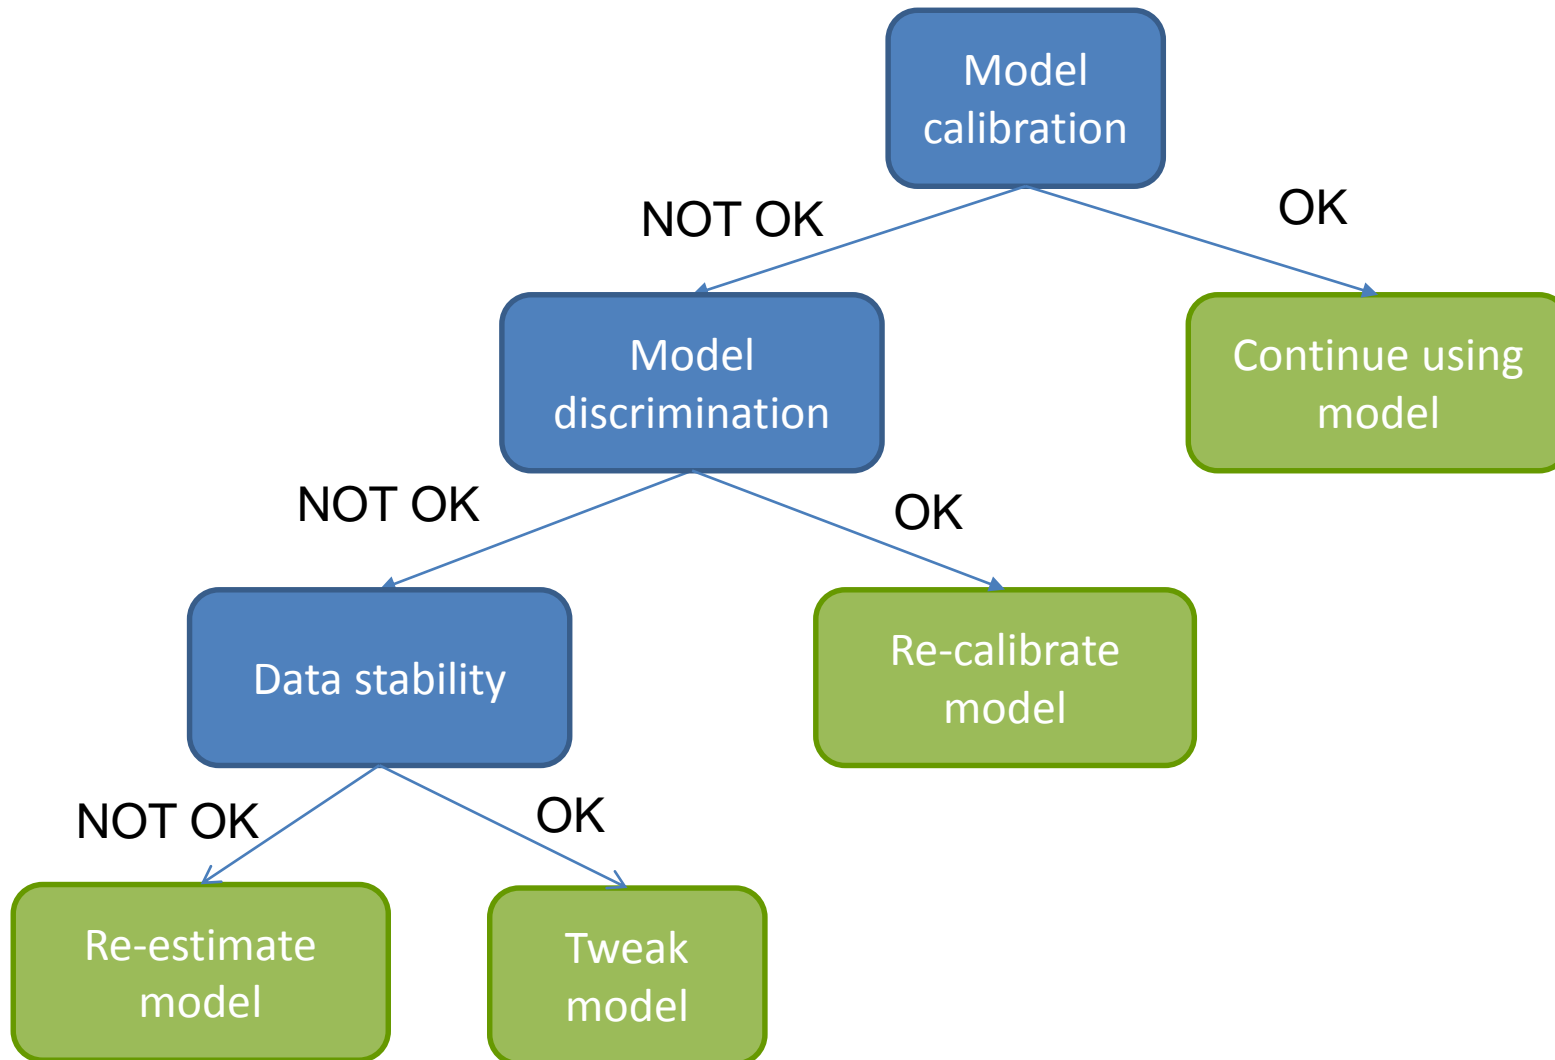 Model
calibration
NOT OK
OK
Model
discrimination
Continue using
model
NOT OK
OK
Data stability
Re-calibrate
model
NOT OK
OK
Re-estimate
model
Tweak
model